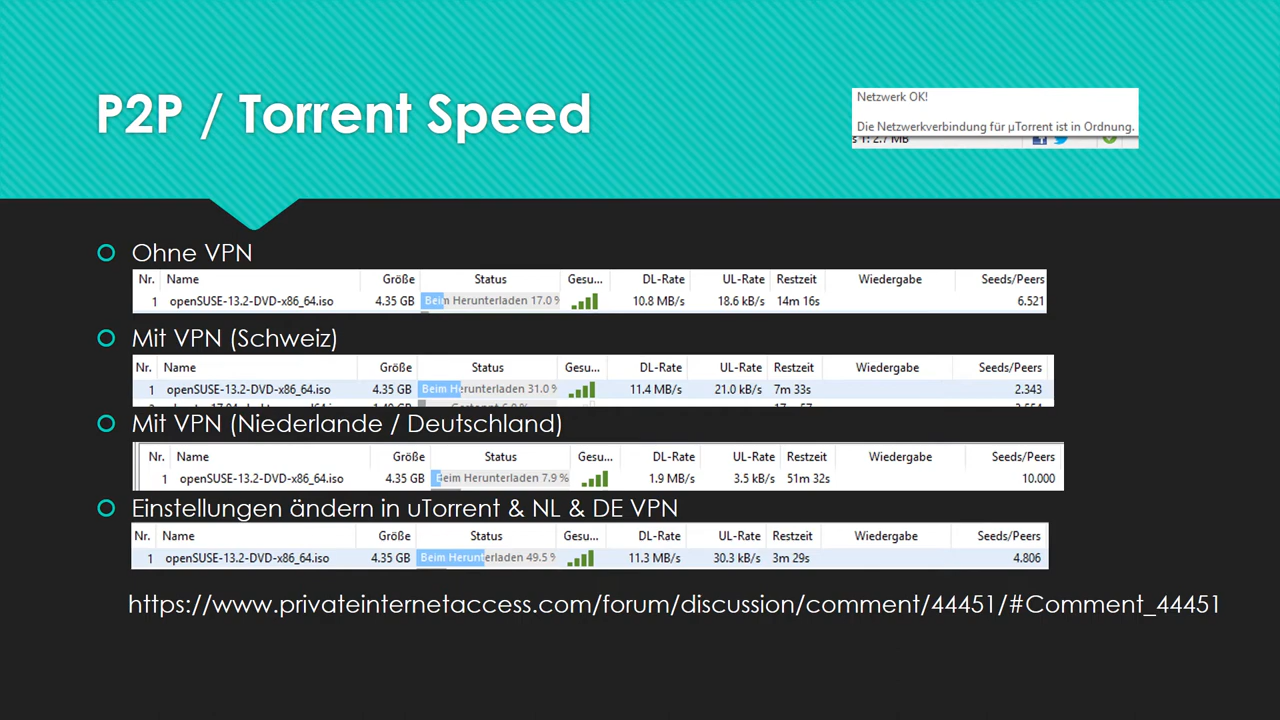 P2P / Torrent Speed
Netzwerk OK!
Die Netzwerkverbindung für µTorrent ist in Ordnung.
Ohne VPN
Nr. Name Größe Status Gesu... DL-Rate UL-Rate Restzeit Wiedergabe Seeds/Peers
1 openSUSE-13.2-DVD-x86_64.iso 4.35 GB Beim Herunterladen 17.0 % 10.8 MB/s 18.6 kB/s 14m 16s 6.521
Mit VPN (Schweiz)
Nr. Name Größe Status Gesu... DL-Rate UL-Rate Restzeit Wiedergabe Seeds/Peers
1 openSUSE-13.2-DVD-x86_64.iso 4.35 GB Beim Herunterladen 31.0 % 11.4 MB/s 21.0 kB/s 7m 33s 2.343
Mit VPN (Niederlande / Deutschland)
Nr. Name Größe Status Gesu... DL-Rate UL-Rate Restzeit Wiedergabe Seeds/Peers
1 openSUSE-13.2-DVD-x86_64.iso 4.35 GB Beim Herunterladen 7.9 % 1.9 MB/s 3.5 kB/s 51m 32s 10.000
Einstellungen ändern in uTorrent & NL & DE VPN
Nr. Name Größe Status Gesu... DL-Rate UL-Rate Restzeit Wiedergabe Seeds/Peers
1 openSUSE-13.2-DVD-x86_64.iso 4.35 GB Beim Herunterladen 49.5 % 11.3 MB/s 30.3 kB/s 3m 29s 4.806
https://www.privateinternetaccess.com/forum/discussion/comment/44451/#Comment_44451